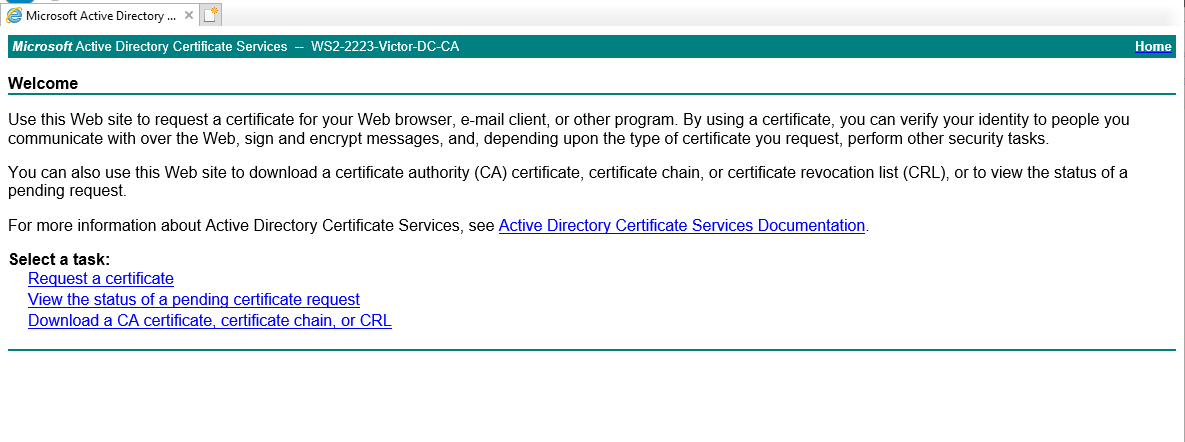 Microsoft Active Directory ...
Microsoft Active Directory Certificate Services -- WS2-2223-Victor-DC-CA Home
Welcome
Use this Web site to request a certificate for your Web browser, e-mail client, or other program. By using a certificate, you can verify your identity to people you
communicate with over the Web, sign and encrypt messages, and, depending upon the type of certificate you request, perform other security tasks.
You can also use this Web site to download a certificate authority (CA) certificate, certificate chain, or certificate revocation list (CRL), or to view the status of a
pending request.
For more information about Active Directory Certificate Services, see Active Directory Certificate Services Documentation.
Select a task:
Request a certificate
View the status of a pending certificate request
Download a CA certificate, certificate chain, or CRL